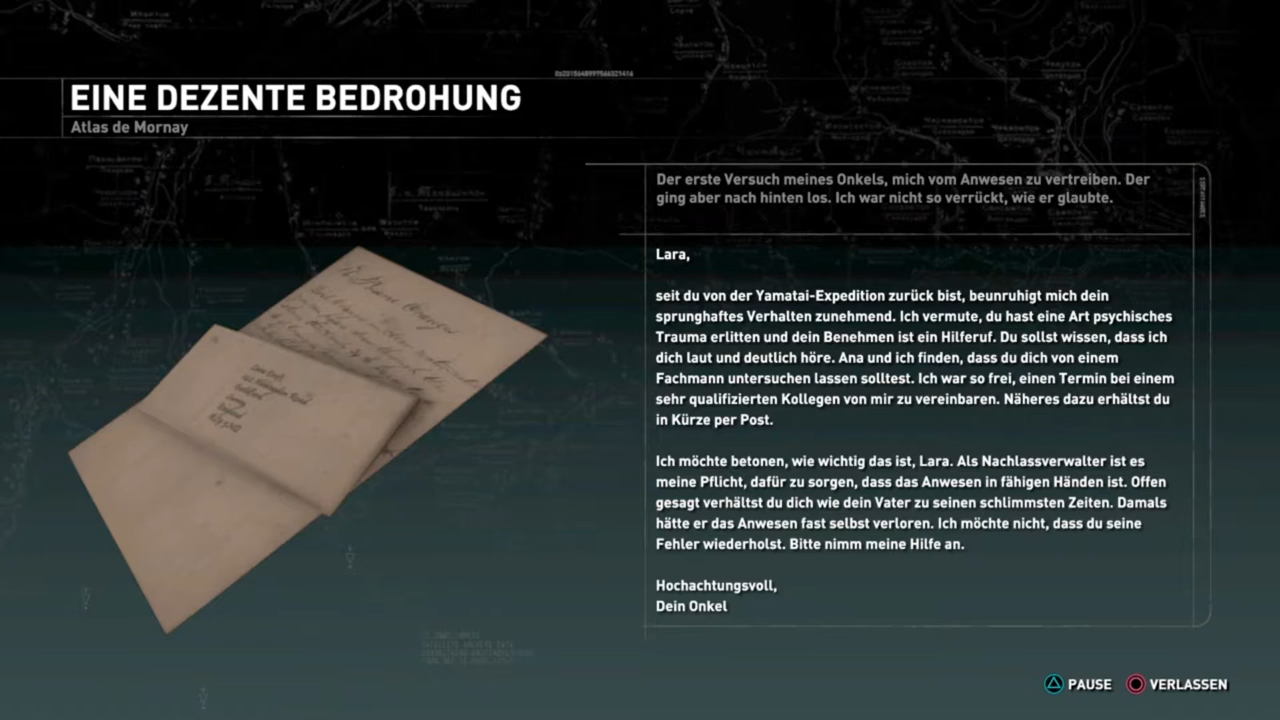 EINE DEZENTE BEDROHUNG
Atlas de Mornay
Der erste Versuch meines Onkels, mich vom Anwesen zu vertreiben. Der
ging aber nach hinten los. Ich war nicht so verrückt, wie er glaubte.
Lara,
seit du von der Yamatai-Expedition zurück bist, beunruhigt mich dein
sprunghaftes Verhalten zunehmend. Ich vermute, du hast eine Art psychisches
Trauma erlitten und dein Benehmen ist ein Hilferuf. Du sollst wissen, dass ich
dich laut und deutlich höre. Ana und ich finden, dass du dich von einem
Fachmann untersuchen lassen solltest. Ich war so frei, einen Termin bei einem
sehr qualifizierten Kollegen von mir zu vereinbaren. Näheres dazu erhältst du
in Kürze per Post.
Ich möchte betonen, wie wichtig das ist, Lara. Als Nachlassverwalter ist es
meine Pflicht, dafür zu sorgen, dass das Anwesen in fähigen Händen ist. Offen
gesagt verhältst du dich wie dein Vater zu seinen schlimmsten Zeiten. Damals
hätte er das Anwesen fast selbst verloren. Ich möchte nicht, dass du seine
Fehler wiederholst. Bitte nimm meine Hilfe an.
Hochachtungsvoll,
Dein Onkel
PAUSE VERLASSEN